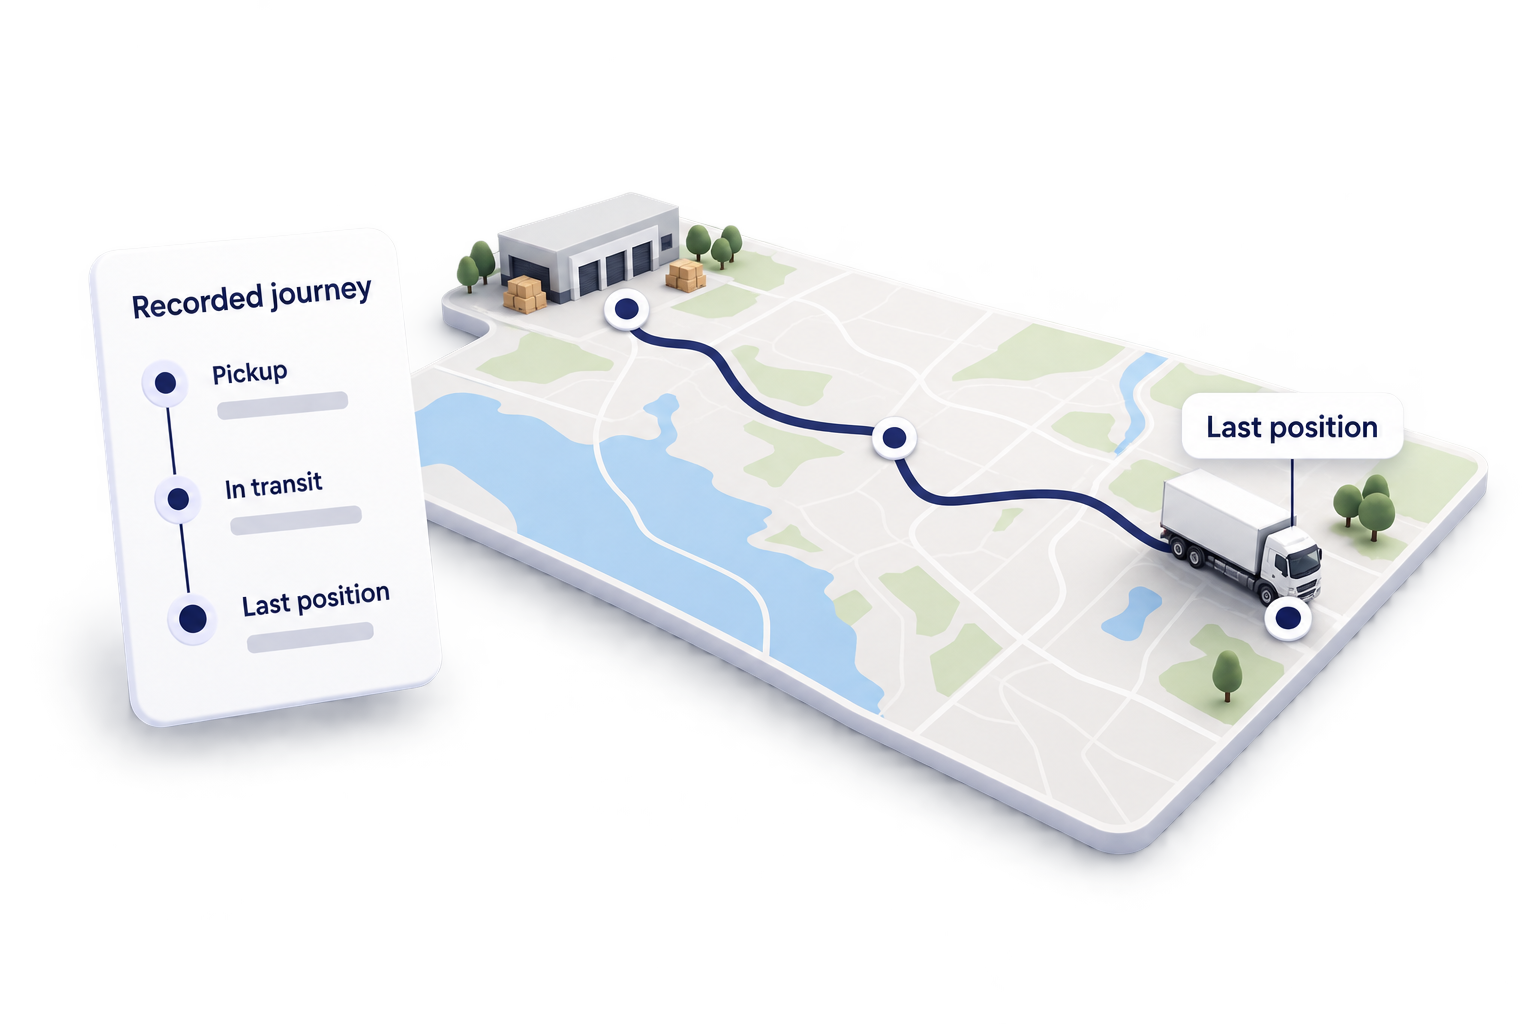 Recorded journey
Pickup
In transit
Last position
Last position